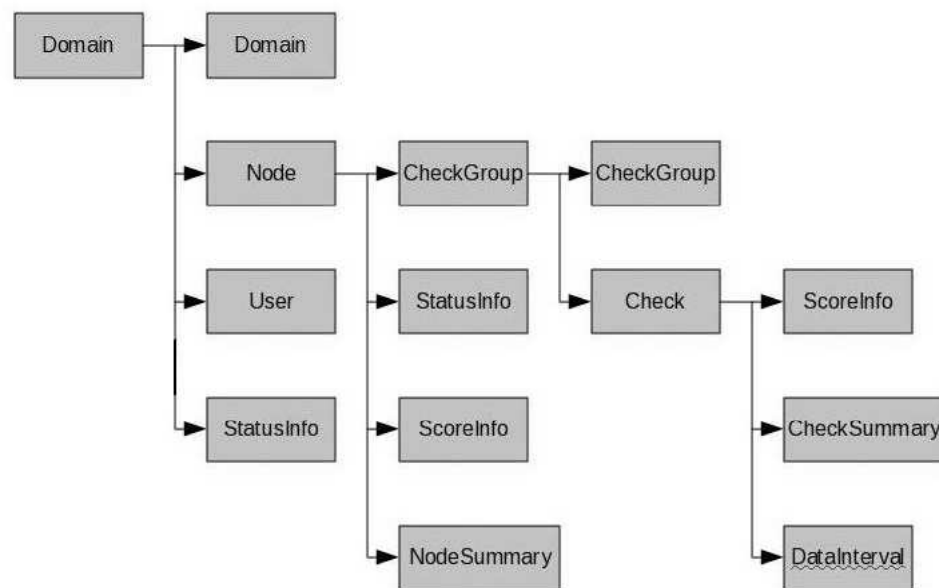 Domain
Domain
Node
CheckGroup
CheckGroup
User
StatusInfo
Check
ScoreInfo
StatusInfo
ScoreInfo
CheckSummary
NodeSummary
DataInterval